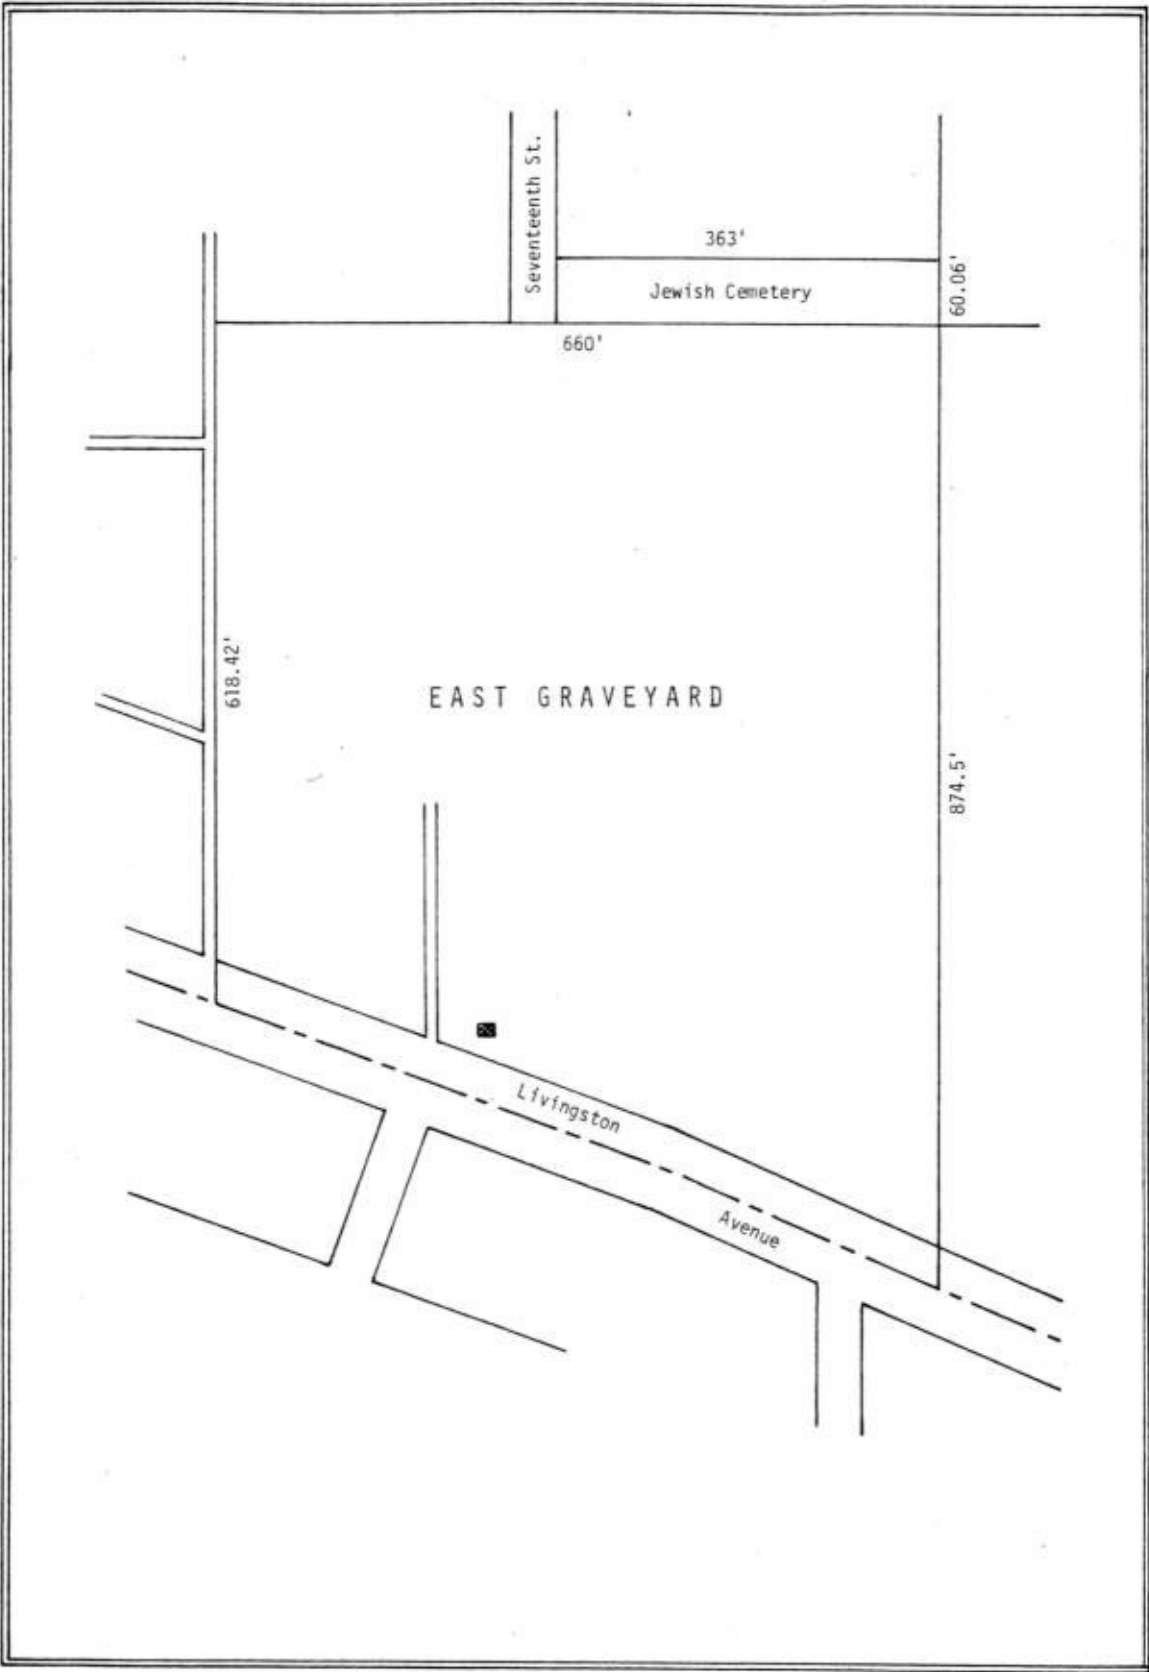 Seventeenth St.
363'
Jewish Cemetery
60.06'
660'
618.42'
EAST GRAVEYARD
874.5'
Livingston
Avenue